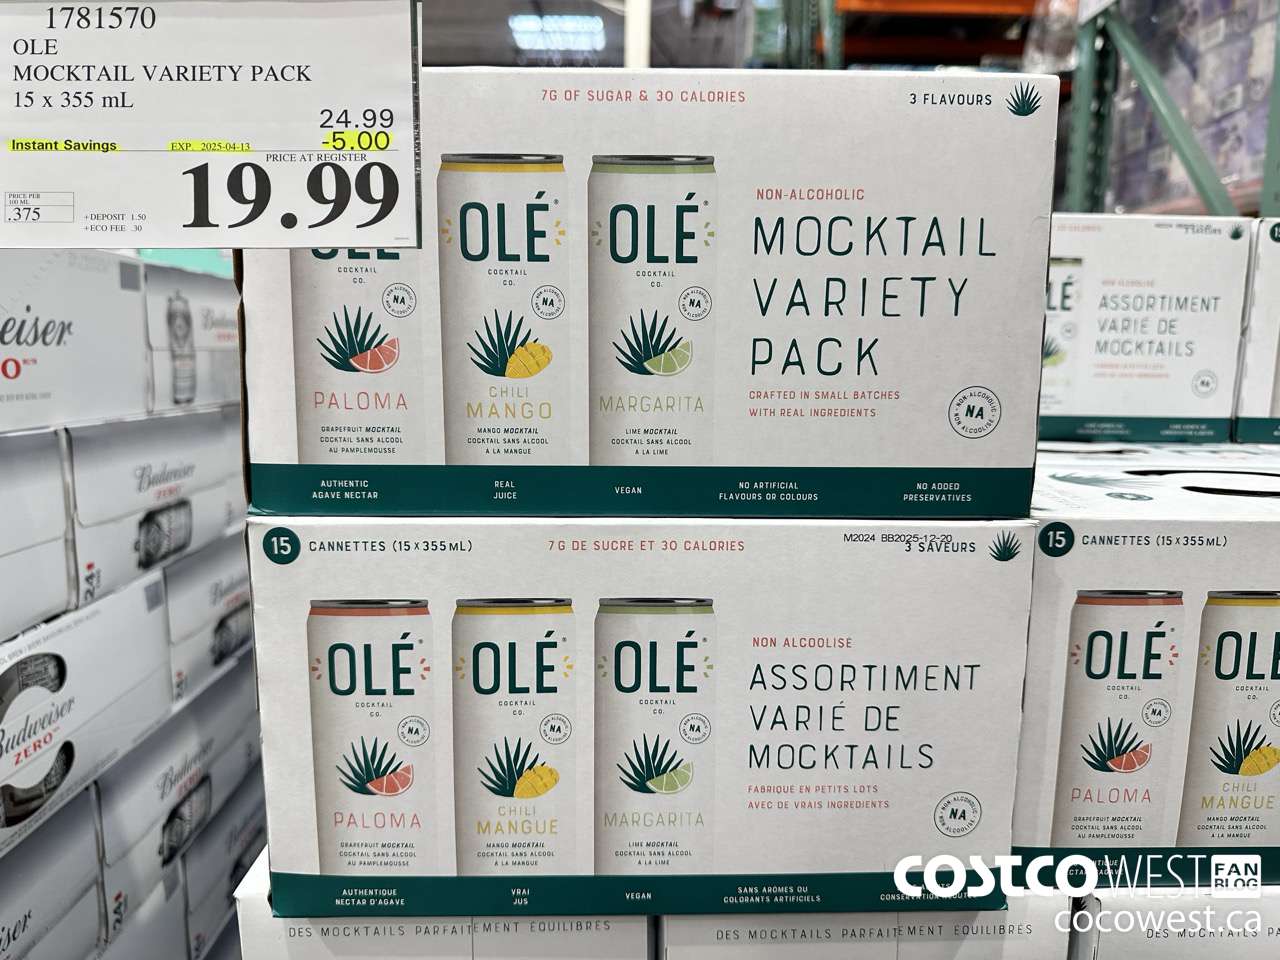 1781570
OLE
MOCKTAIL VARIETY PACK
15 x 355 mL
24.99
Instant Savings EXP. 2025-04-13 -5.00
PRICE AT REGISTER
19.99
PRICE PER
100 ML
.375
+DEPOSIT 1.50
+ECO FEE .30
7G OF SUGAR & 30 CALORIES
3 FLAVOURS
OLÉ
COCKTAIL
CO.
NA
PALOMA
GRAPEFRUIT MOCKTAIL
COCKTAIL SANS ALCOOL
AU PAMPLEMOUSSE
OLÉ
COCKTAIL
CO.
NA
CHILI
MANGO
MANGO MOCKTAIL
COCKTAIL SANS ALCOOL
A LA MANGUE
OLÉ
COCKTAIL
CO.
NA
MARGARITA
LIME MOCKTAIL
COCKTAIL SANS ALCOOL
A LA LIME
NON-ALCOHOLIC
MOCKTAIL
VARIETY
PACK
CRAFTED IN SMALL BATCHES
WITH REAL INGREDIENTS
NON-ALCOHOLIC
NA
NON-ALCOOLISE
AUTHENTIC
AGAVE NECTAR
REAL
JUICE
VEGAN
NO ARTIFICIAL
FLAVOURS OR COLOURS
NO ADDED
PRESERVATIVES
15 CANNETTES (15 x 355 mL)
7G DE SUCRE ET 30 CALORIES
M2024 BB2025-12-20
3 SAVEURS
OLÉ
COCKTAIL
CO.
NA
PALOMA
GRAPEFRUIT MOCKTAIL
COCKTAIL SANS ALCOOL
AU PAMPLEMOUSSE
OLÉ
COCKTAIL
CO.
NA
CHILI
MANGUE
MANGO MOCKTAIL
COCKTAIL SANS ALCOOL
A LA MANGUE
OLÉ
COCKTAIL
CO.
NA
MARGARITA
LIME MOCKTAIL
COCKTAIL SANS ALCOOL
A LA LIME
NON ALCOOLISÉ
ASSORTIMENT
VARIÉ DE
MOCKTAILS
FABRIQUE EN PETITS LOTS
AVEC DE VRAIS INGREDIENTS
NON-ALCOHOLIC
NA
NON-ALCOOLISE
AUTHENTIQUE
NECTAR D'AGAVE
VRAI
JUS
VEGAN
SANS AROMES OU
COLORANTS ARTIFICIELS
ASSORTIMENT
VARIÉ DE
MOCKTAILS
15 CANNETTES (15 x 355 mL)
OLÉ
COCKTAIL
CO.
NA
PALOMA
GRAPEFRUIT MOCKTAIL
COCKTAIL SANS ALCOOL
AU PAMPLEMOUSSE
CHILI
MANGUE
MANGO MOCKTAIL
COCKTAIL SANS ALCOOL
A LA MANGUE
Budweiser
ZERO
Budweiser
ZERO
Budweiser
24
DES MOCKTAILS PARFAITEMENT ÉQUILIBRÉS
DES MOCKTAILS PARFAITEMENT ÉQUILIBRÉS
COSTCO WEST FAN
BLOG
cocowest.ca